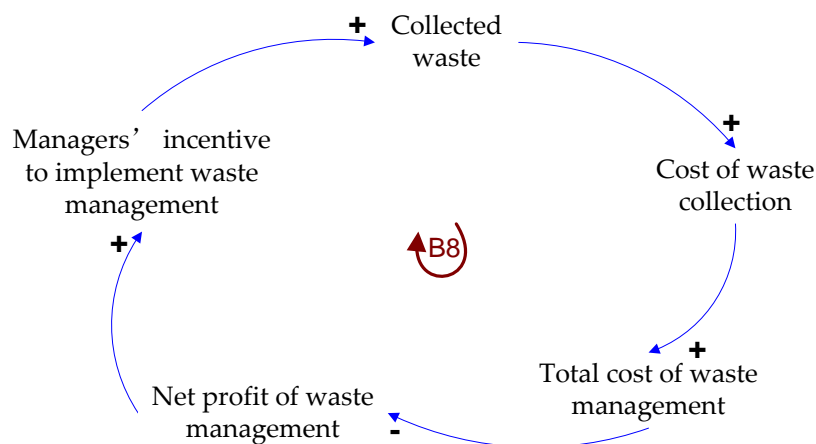 +
Collected
waste
+
Managers’ incentive
to implement waste
management
+
Cost of waste
collection
B8
+
Total cost of waste
management
Net profit of waste
management
-